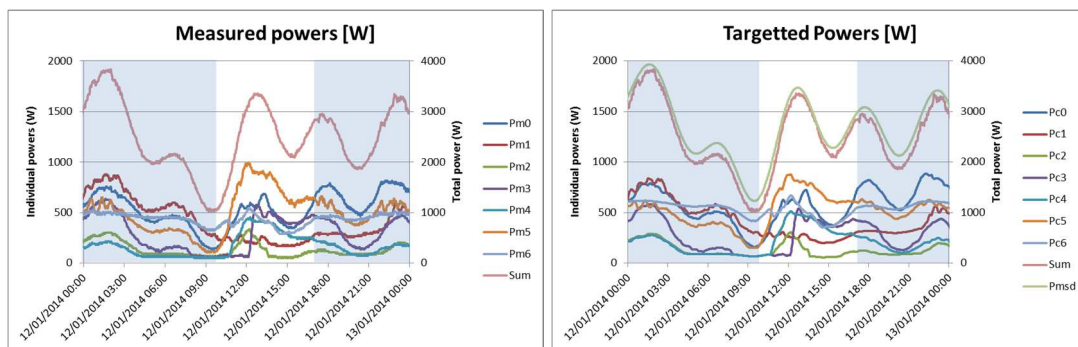 Measured powers [W]
2000
1500
1000
500
0
Individual powers (W)
4000
3000
2000
1000
0
Total power (W)
12/01/2014 00:00
12/01/2014 03:00
12/01/2014 06:00
12/01/2014 09:00
12/01/2014 12:00
12/01/2014 15:00
12/01/2014 18:00
12/01/2014 21:00
13/01/2014 00:00
Pm0
Pm1
Pm2
Pm3
Pm4
Pm5
Pm6
Sum
Targetted Powers [W]
2000
1500
1000
500
0
Individual powers (W)
4000
3000
2000
1000
0
Total power (W)
12/01/2014 00:00
12/01/2014 03:00
12/01/2014 06:00
12/01/2014 09:00
12/01/2014 12:00
12/01/2014 15:00
12/01/2014 18:00
12/01/2014 21:00
13/01/2014 00:00
Pc0
Pc1
Pc2
Pc3
Pc4
Pc5
Pc6
Sum
Pmsd